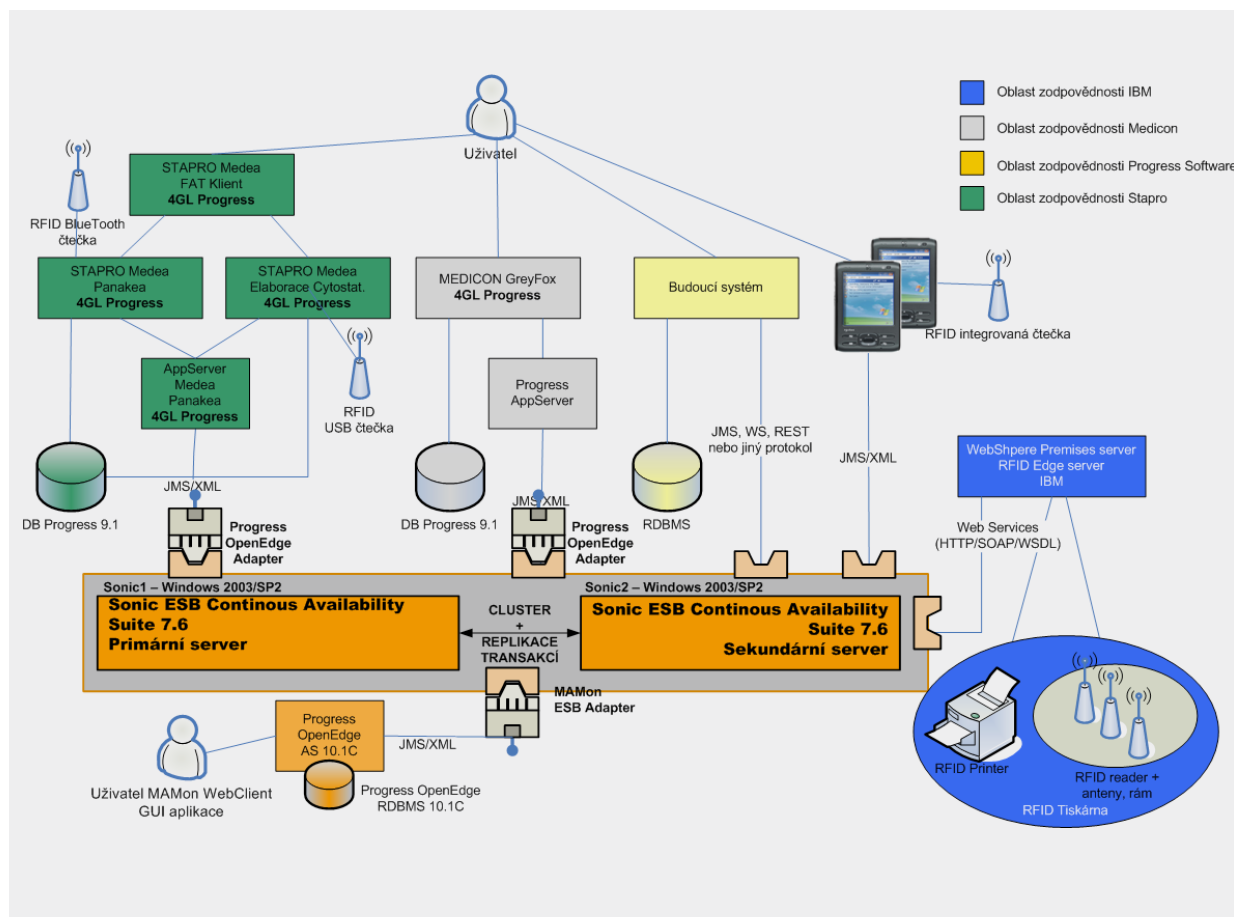 Oblast zodpovědnosti IBM
Oblast zodpovědnosti Medicon
Oblast zodpovědnosti Progress Software
Oblast zodpovědnosti Stapro
Uživatel
STAPRO Medea
FAT Klient
4GL Progress
RFID BlueTooth
čtečka
STAPRO Medea
Panakea
4GL Progress
STAPRO Medea
Elaborace Cytostat.
4GL Progress
MEDICON GreyFox
4GL Progress
Budoucí systém
RFID integrovaná čtečka
AppServer
Medea
Panakea
4GL Progress
RFID
USB čtečka
Progress
AppServer
JMS, WS, REST
nebo jiný protokol
JMS/XML
WebShpere Premises server
RFID Edge server
IBM
DB Progress 9.1
JMS/XML
DB Progress 9.1
JMS/XML
RDBMS
Web Services
(HTTP/SOAP/WSDL)
Progress
OpenEdge
Adapter
Progress
OpenEdge
Adapter
Sonic1 – Windows 2003/SP2
Sonic ESB Continous Availability
Suite 7.6
Primární server
CLUSTER
+
REPLIKACE
TRANSAKCÍ
Sonic2 – Windows 2003/SP2
Sonic ESB Continous Availability
Suite 7.6
Sekundární server
MAMon
ESB Adapter
Progress
OpenEdge
AS 10.1C
JMS/XML
Uživatel MAMon WebClient
GUI aplikace
Progress OpenEdge
RDBMS 10.1C
RFID Printer
RFID reader +
anteny, rám
RFID Tiskárna